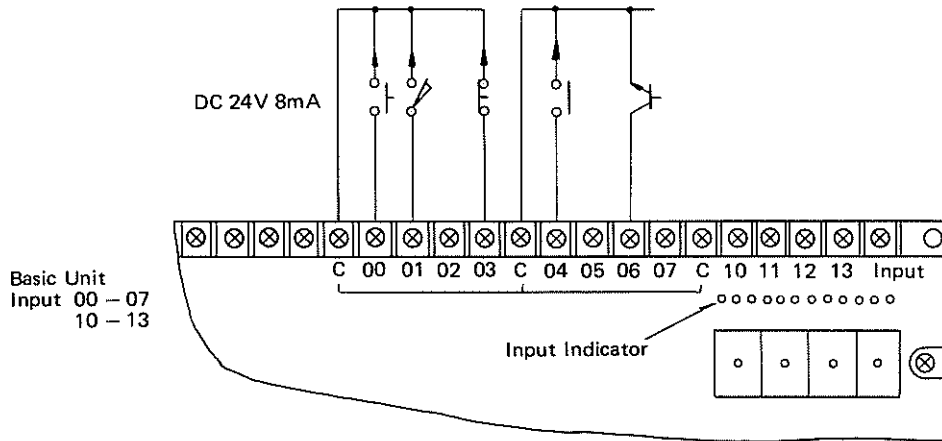 DC 24V 8mA
C 00 01 02 03 C 04 05 06 07 C 10 11 12 13 Input
Basic Unit
Input 00 – 07
10 – 13
Input Indicator